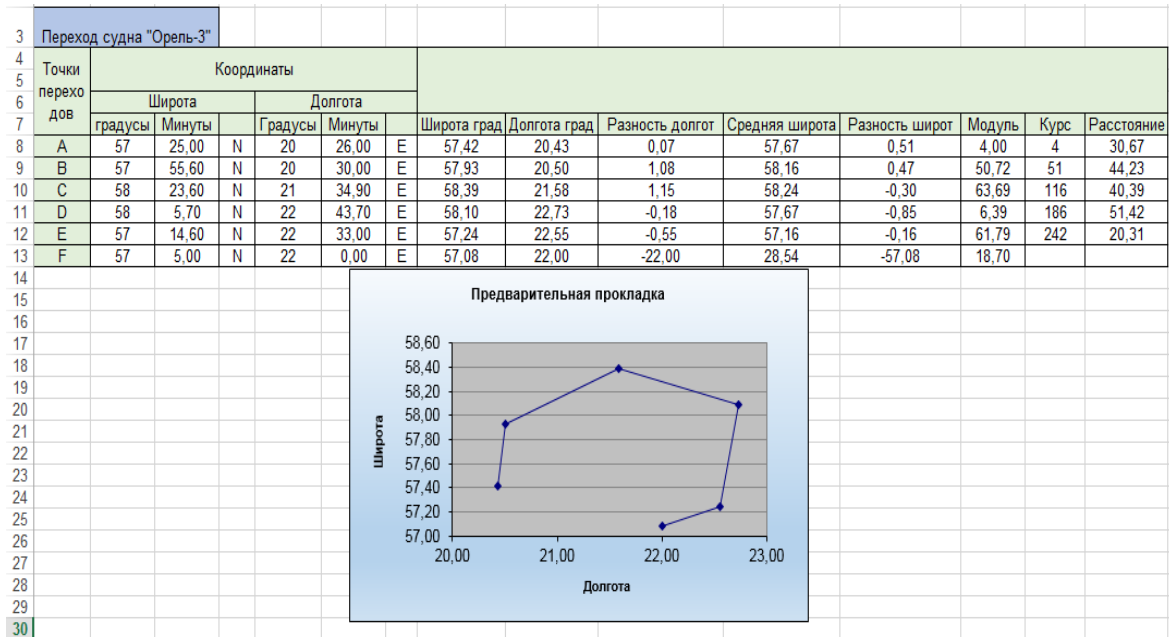 3 Переход судна "Орель-3"
4 Точки переходов Координаты
5
6 Широта Долгота
7 градусы Минуты Градусы Минуты Широта град Долгота град Разность долгот Средняя широта Разность широт Модуль Курс Расстояние
8 A 57 25,00 N 20 26,00 E 57,42 20,43 0,07 57,67 0,51 4,00 4 30,67
9 B 57 55,60 N 20 30,00 E 57,93 20,50 1,08 58,16 0,47 50,72 51 44,23
10 C 58 23,60 N 21 34,90 E 58,39 21,58 1,15 58,24 -0,30 63,69 116 40,39
11 D 58 5,70 N 22 43,70 E 58,10 22,73 -0,18 57,67 -0,85 6,39 186 51,42
12 E 57 14,60 N 22 33,00 E 57,24 22,55 -0,55 57,16 -0,16 61,79 242 20,31
13 F 57 5,00 N 22 0,00 E 57,08 22,00 -22,00 28,54 -57,08 18,70
14
15 Предварительная прокладка
16
17 58,60
18 58,40
19 58,20
20 58,00
21 57,80
22 Широта 57,60
23
24 57,40
25 57,20
26 57,00
27 20,00 21,00 22,00 23,00
28 Долгота
29
30